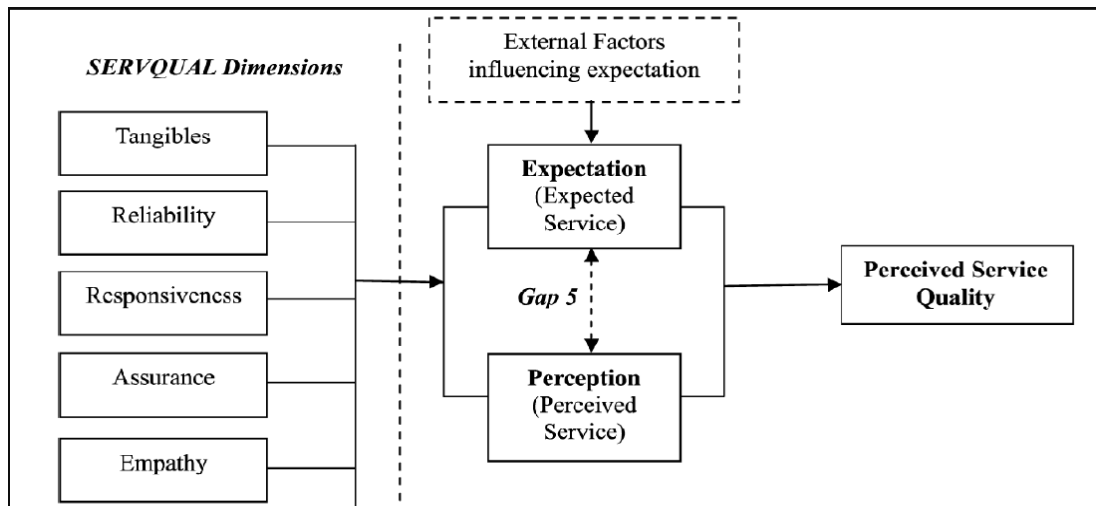 SERVQUAL Dimensions
Tangibles
Reliability
Responsiveness
Assurance
Empathy
External Factors
influencing expectation
Expectation
(Expected
Service)
Gap 5
Perception
(Perceived
Service)
Perceived Service
Quality